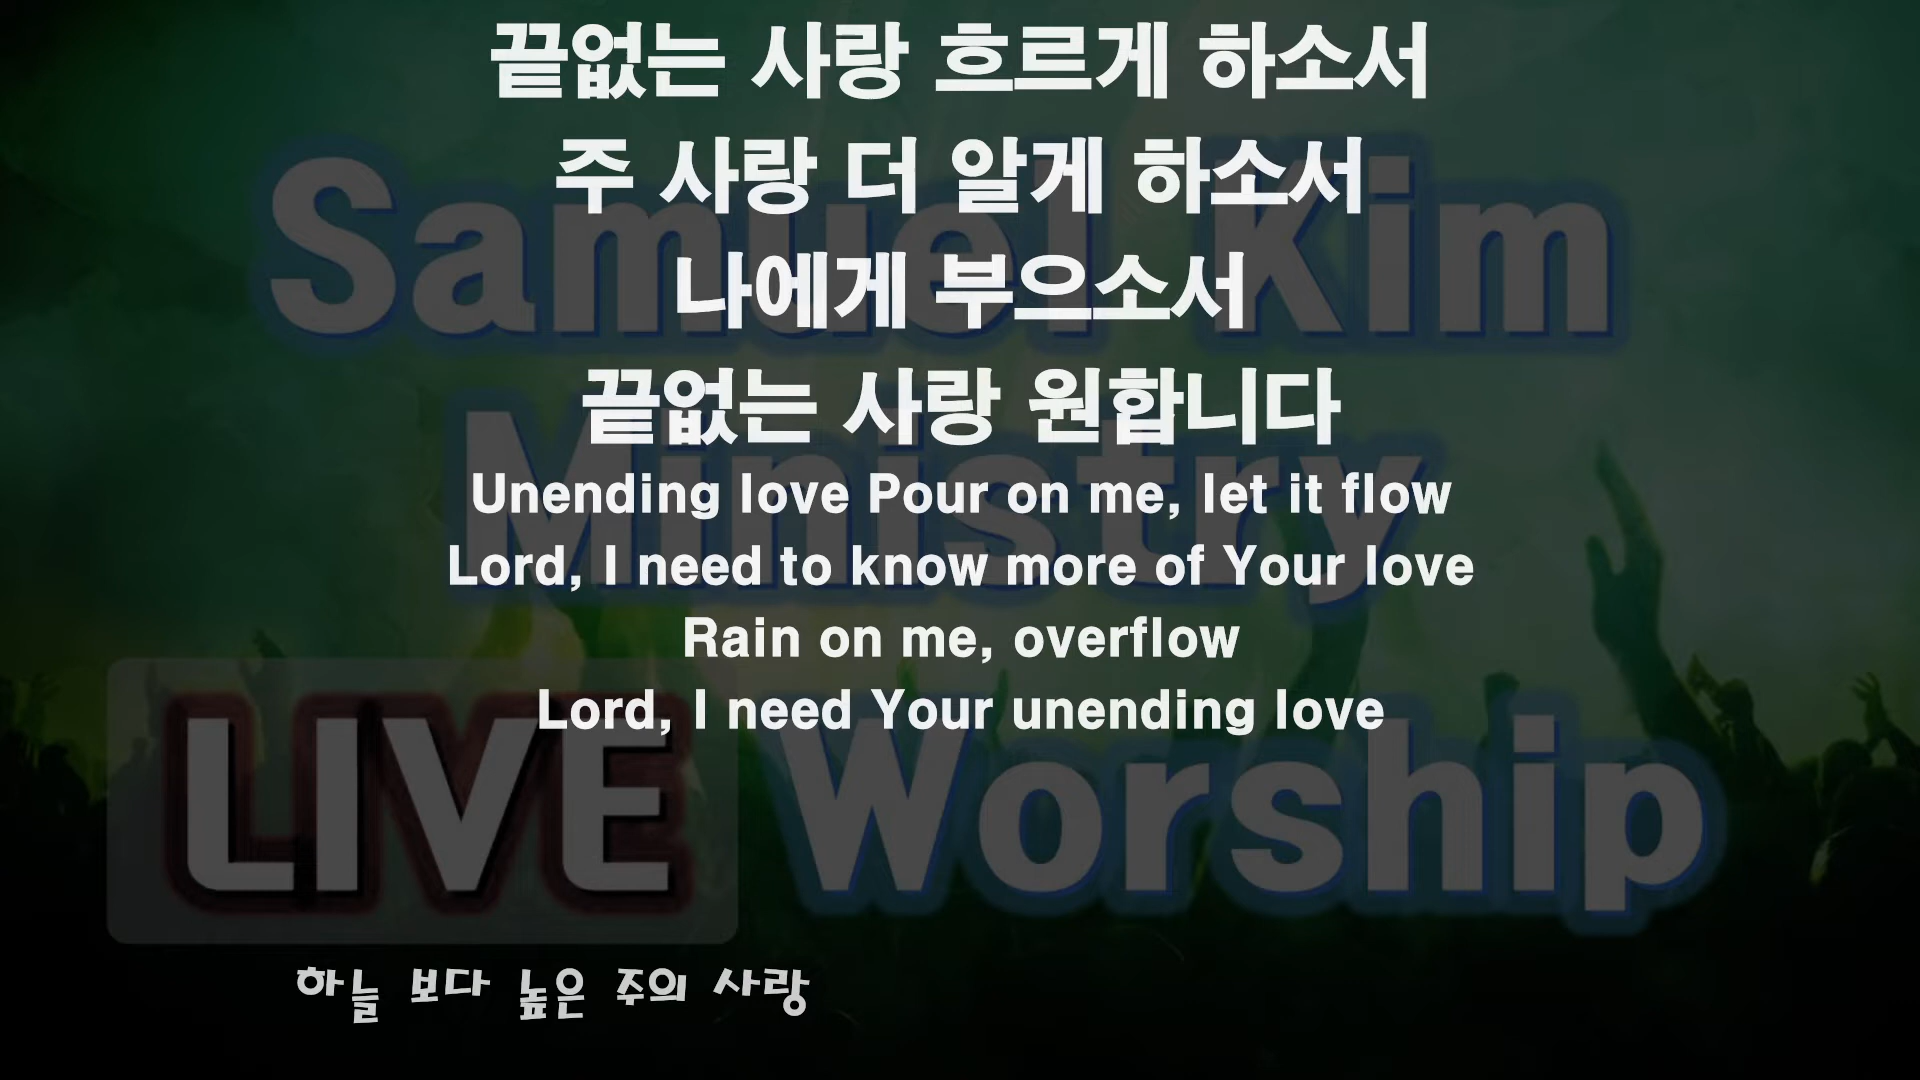 끝없는 사랑 흐르게 하소서
주 사랑 더 알게 하소서
나에게 부으소서
끝없는 사랑 원합니다
Unending love Pour on me, let it flow
Lord, I need to know more of Your love
Rain on me, overflow
Lord, I need Your unending love
Samuel Kim
Ministry
LIVE Worship
하늘 보다 높은 주의 사랑